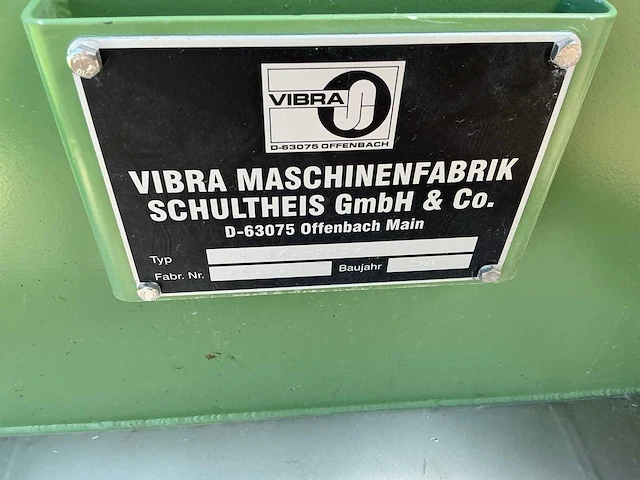 VIBRA
D-63075 OFFENBACH
VIBRA MASCHINENFABRIK
SCHULTHEIS GmbH & Co.
D-63075 Offenbach Main
Typ
Fabr. Nr. Baujahr